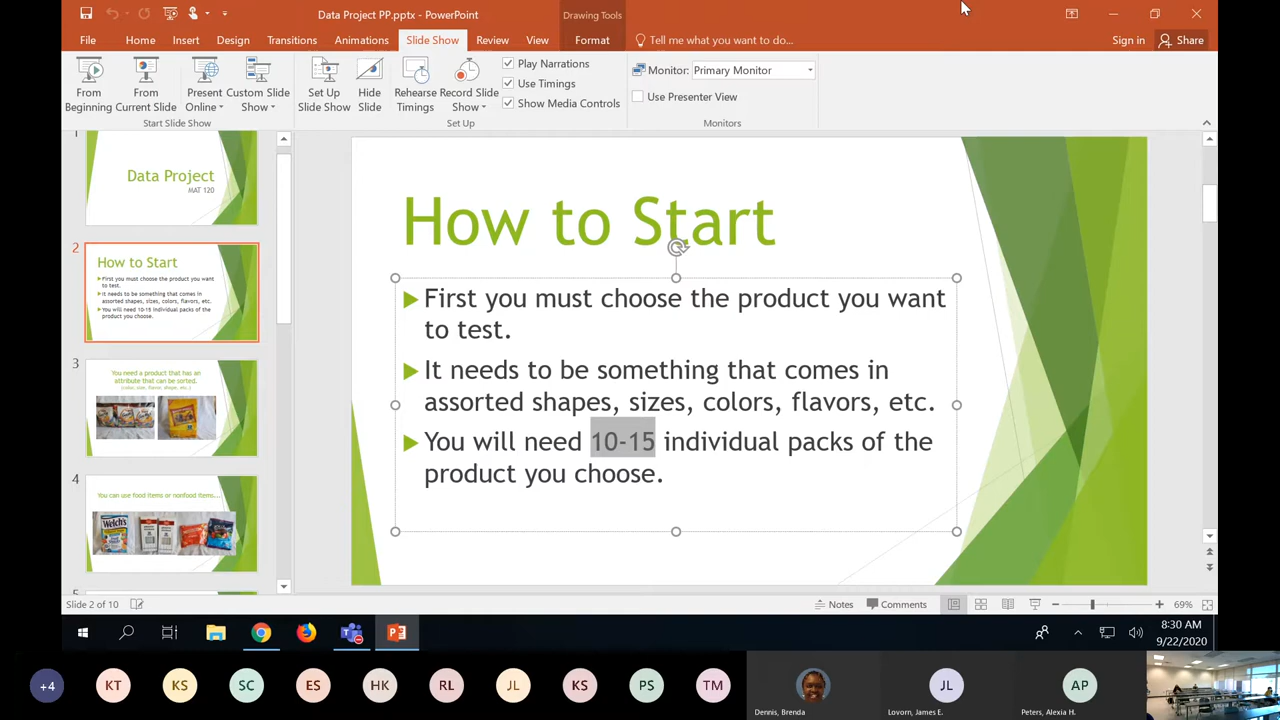 Data Project PP.pptx - PowerPoint
Drawing Tools
File Home Insert Design Transitions Animations Slide Show Review View Format Tell me what you want to do... Sign in Share
From Beginning
From Current Slide
Present Online
Custom Slide Show
Start Slide Show
Set Up Slide Show
Hide Slide
Rehearse Timings
Record Slide Show
Play Narrations
Use Timings
Show Media Controls
Set Up
Monitor: Primary Monitor
Use Presenter View
Monitors
1
Data Project
MAT 120
2
How to Start
First you must choose the product you want
to test.
It needs to be something that comes in
assorted shapes, sizes, colors, flavors, etc.
You will need 10-15 individual packs of the
product you choose.
3
You need a product that has an
attribute that can be sorted.
(color, size, flavor, shape, etc.)
4
You can use food items or nonfood items....
Welch's
5
How to Start
First you must choose the product you want
to test.
It needs to be something that comes in
assorted shapes, sizes, colors, flavors, etc.
You will need 10-15 individual packs of the
product you choose.
Slide 2 of 10
Notes
Comments
69%
8:30 AM
9/22/2020
+4 KT KS SC ES HK RL JL KS PS TM JL AP
Dennis, Brenda
Lovorn, James E.
Peters, Alexia H.